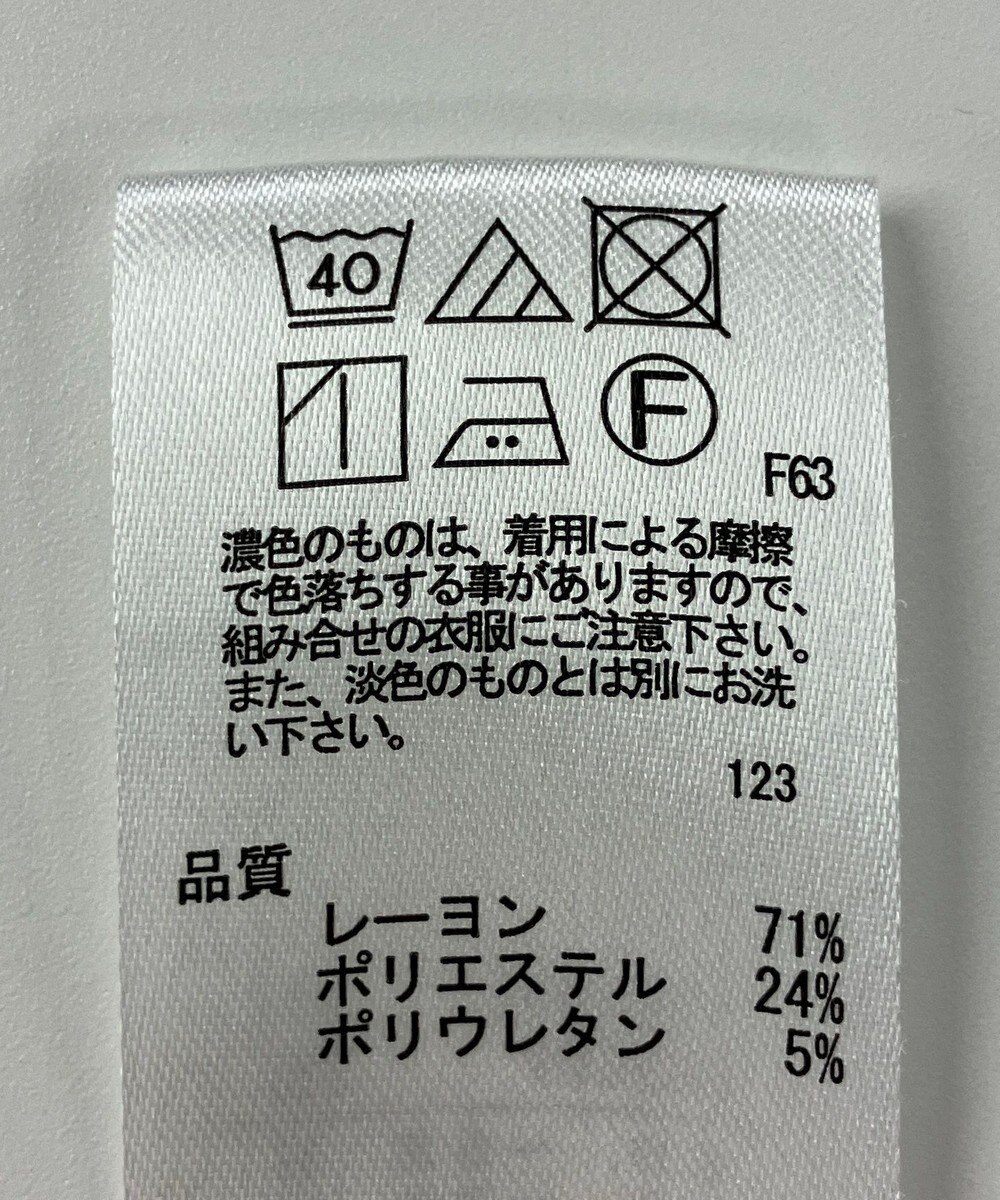 40
F
F63
濃色のものは、着用による摩擦
で色落ちする事がありますので、
組み合せの衣服にご注意下さい。
また、淡色のものとは別にお洗
い下さい。
123
品質
レーヨン 71%
ポリエステル 24%
ポリウレタン 5%